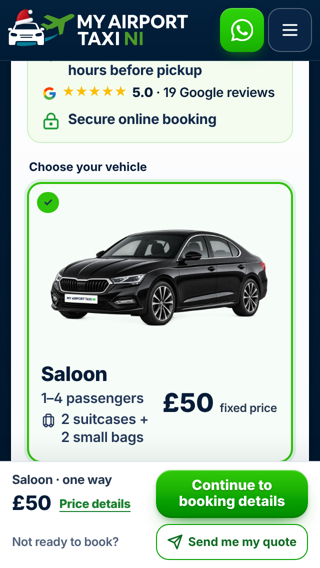 MY AIRPORT
TAXI NI
hours before pickup
★★★★★ 5.0 · 19 Google reviews
Secure online booking
Choose your vehicle
MY AIRPORT TAXI NI
Saloon
1–4 passengers
£50 fixed price
2 suitcases +
2 small bags
Saloon · one way
£50 Price details
Continue to
booking details
Not ready to book?
Send me my quote